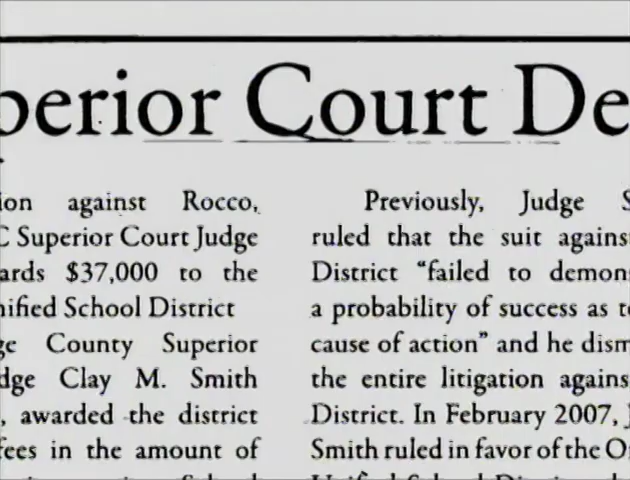 perior Court De
ion against Rocco,
C Superior Court Judge
ards $37,000 to the
nified School District
ge County Superior
dge Clay M. Smith
, awarded the district
fees in the amount of
Previously, Judge S
ruled that the suit agains
District “failed to demon
a probability of success as to
cause of action” and he dism
the entire litigation agains
District. In February 2007, J
Smith ruled in favor of the O